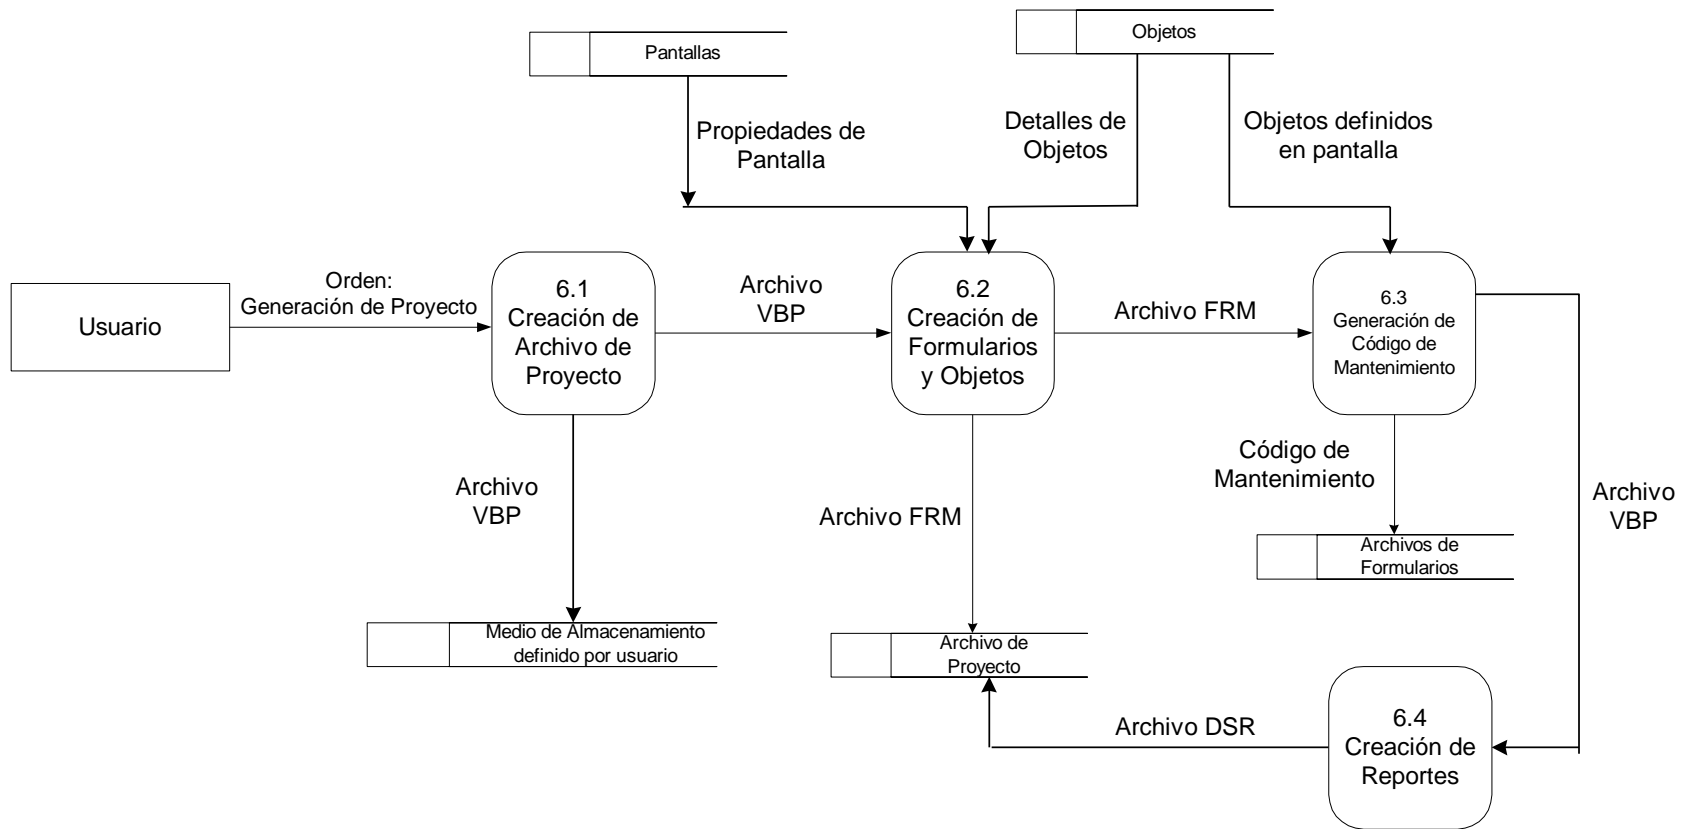 Objetos
Pantallas
Propiedades de
Pantalla
Detalles de
Objetos
Objetos definidos
en pantalla
Usuario
Orden:
Generación de Proyecto
6.1
Creación de
Archivo de
Proyecto
Archivo
VBP
6.2
Creación de
Formularios
y Objetos
Archivo FRM
6.3
Generación de
Código de
Mantenimiento
Archivo
VBP
Archivo FRM
Código de
Mantenimiento
Archivo
VBP
Archivos de
Formularios
Medio de Almacenamiento
definido por usuario
Archivo de
Proyecto
Archivo DSR
6.4
Creación de
Reportes